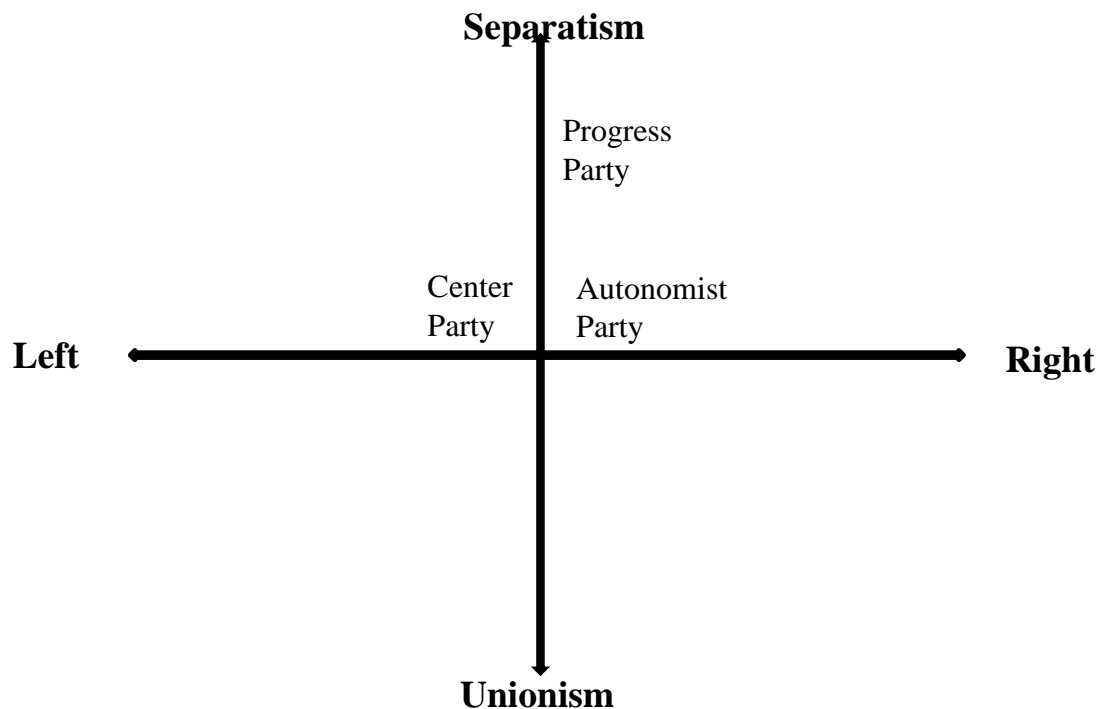 Separatism
Progress
Party
Center
Party
Autonomist
Party
Left
Right
Unionism